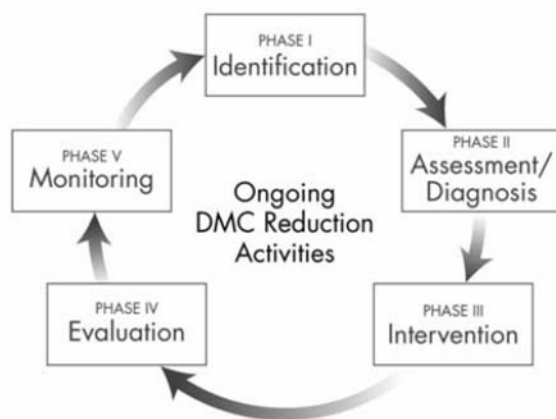 PHASE I
Identification
PHASE II
Assessment/
Diagnosis
PHASE III
Intervention
PHASE IV
Evaluation
PHASE V
Monitoring
Ongoing
DMC Reduction
Activities